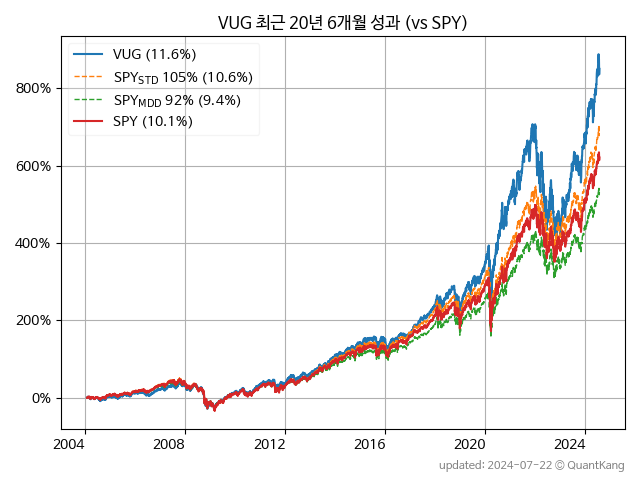 VUG 최근 20년 6개월 성과 (vs SPY)
VUG (11.6%)
SPY_STD 105% (10.6%)
SPY_MDD 92% (9.4%)
SPY (10.1%)
800%
600%
400%
200%
0%
2004 2008 2012 2016 2020 2024
updated: 2024-07-22 ⓒ QuantKang